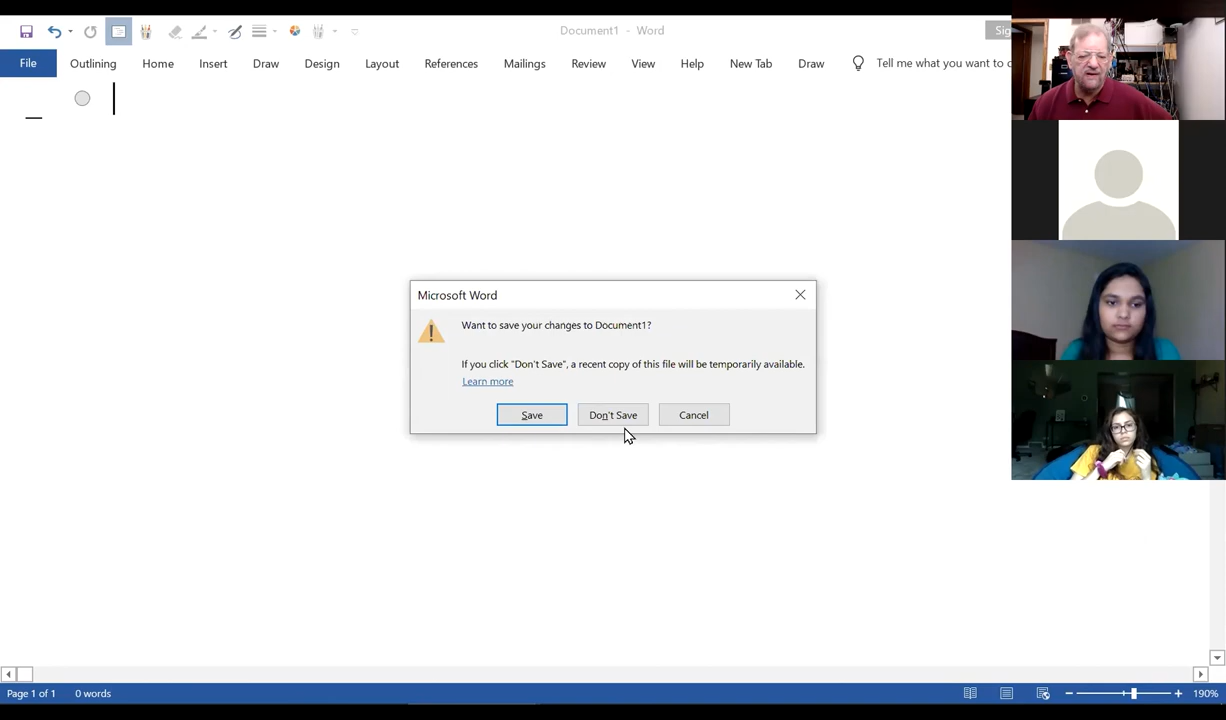 Document1 - Word
Sig
File Outlining Home Insert Draw Design Layout References Mailings Review View Help New Tab Draw Tell me what you want to
Microsoft Word
Want to save your changes to Document1?
If you click "Don't Save", a recent copy of this file will be temporarily available.
Learn more
Save Don't Save Cancel
Page 1 of 1 0 words 190%